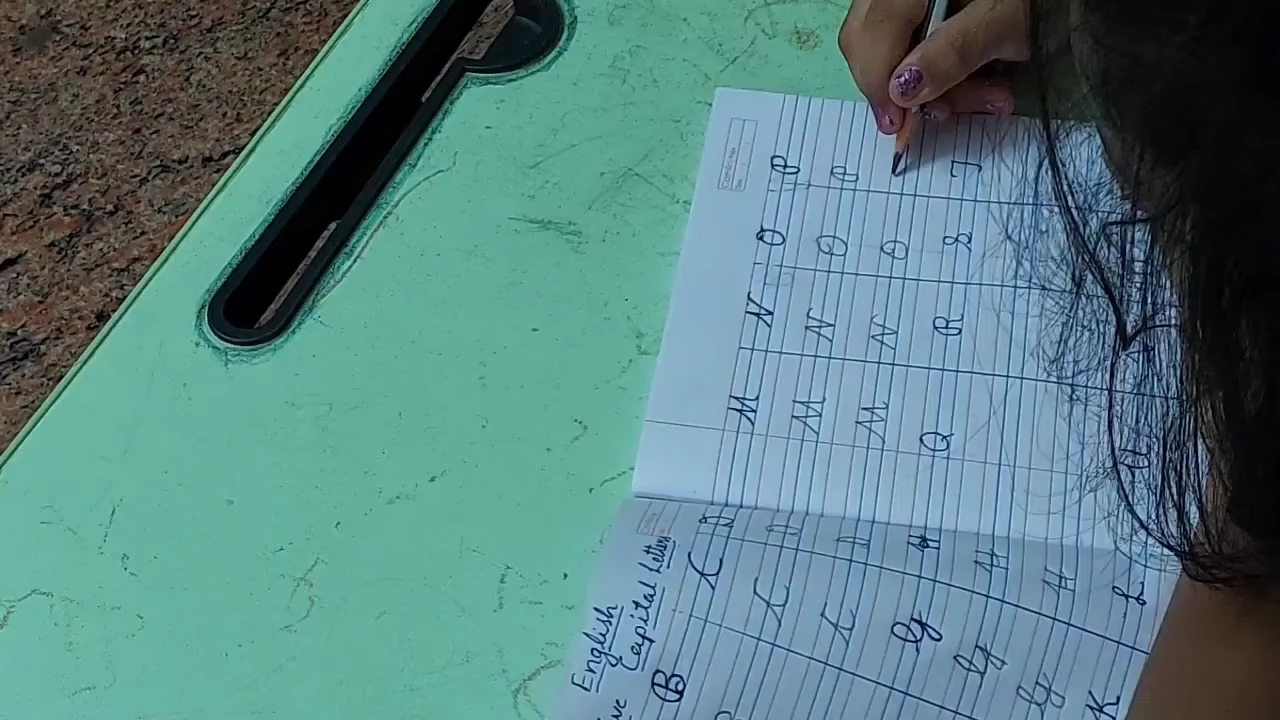 English
Capital Letters
B C D
C D
C D
G H
G H
G H
K L
M N O P
M N O P
M N O
Q R S T
U